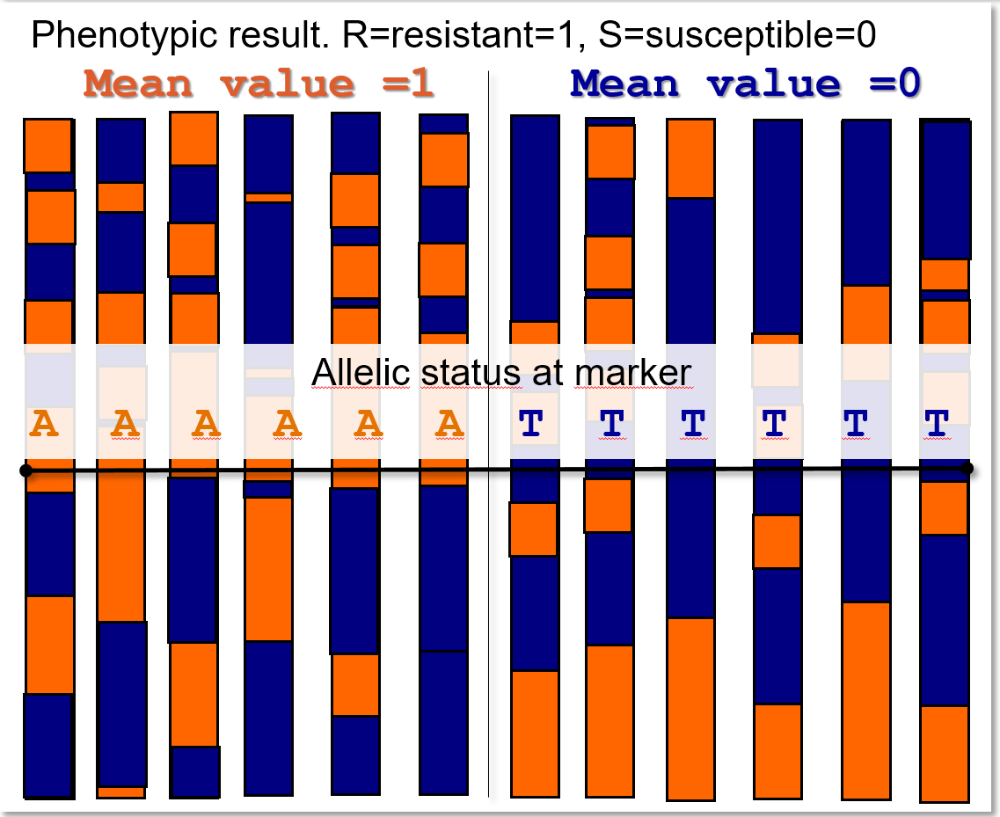 Phenotypic result. R=resistant=1, S=susceptible=0
Mean value =1 Mean value =0
Allelic status at marker
A A A A A A T T T T T T